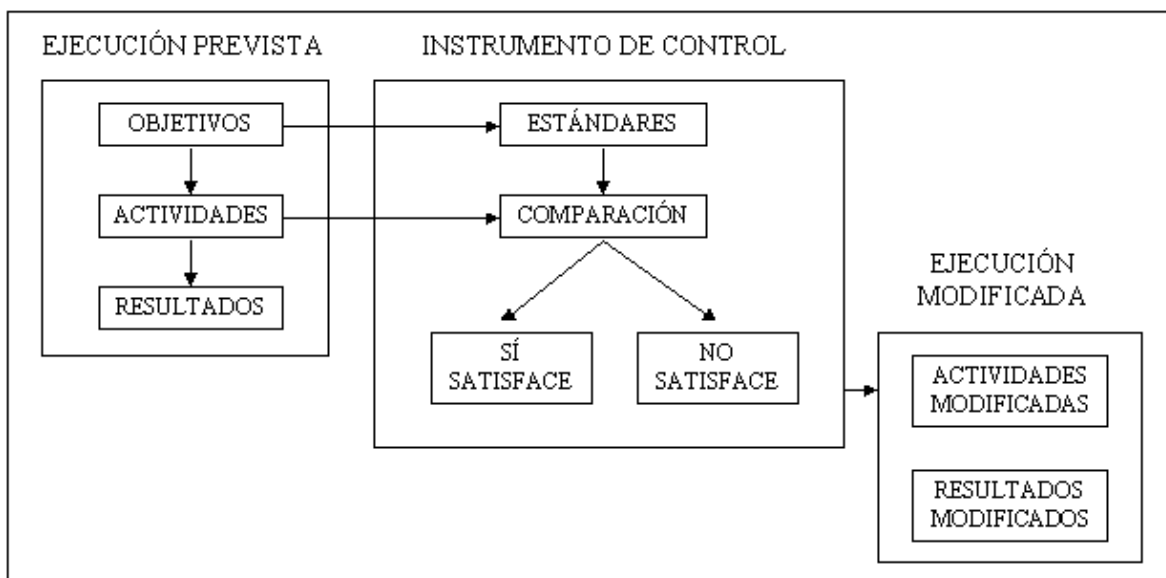 EJECUCIÓN PREVISTA
OBJETIVOS
ACTIVIDADES
RESULTADOS
INSTRUMENTO DE CONTROL
ESTÁNDARES
COMPARACIÓN
SÍ
SATISFACE
NO
SATISFACE
EJECUCIÓN
MODIFICADA
ACTIVIDADES
MODIFICADAS
RESULTADOS
MODIFICADOS